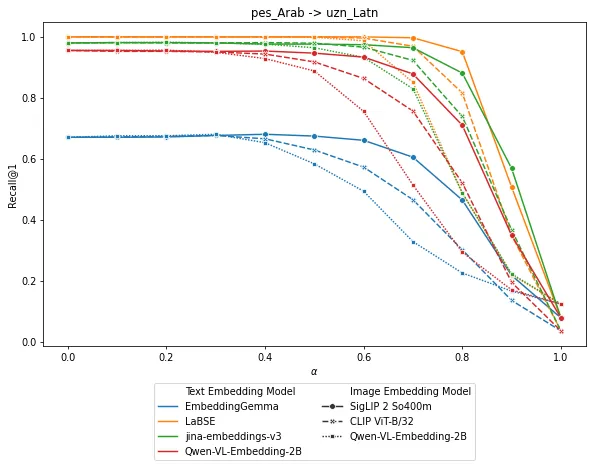 pes_Arab -> uzn_Latn
1.0
0.8
0.6
0.4
0.2
0.0
Recall@1
0.0 0.2 0.4 0.6 0.8 1.0
α
Text Embedding Model Image Embedding Model
EmbeddingGemma SigLIP 2 So400m
LaBSE CLIP ViT-B/32
jina-embeddings-v3 Qwen-VL-Embedding-2B
Qwen-VL-Embedding-2B